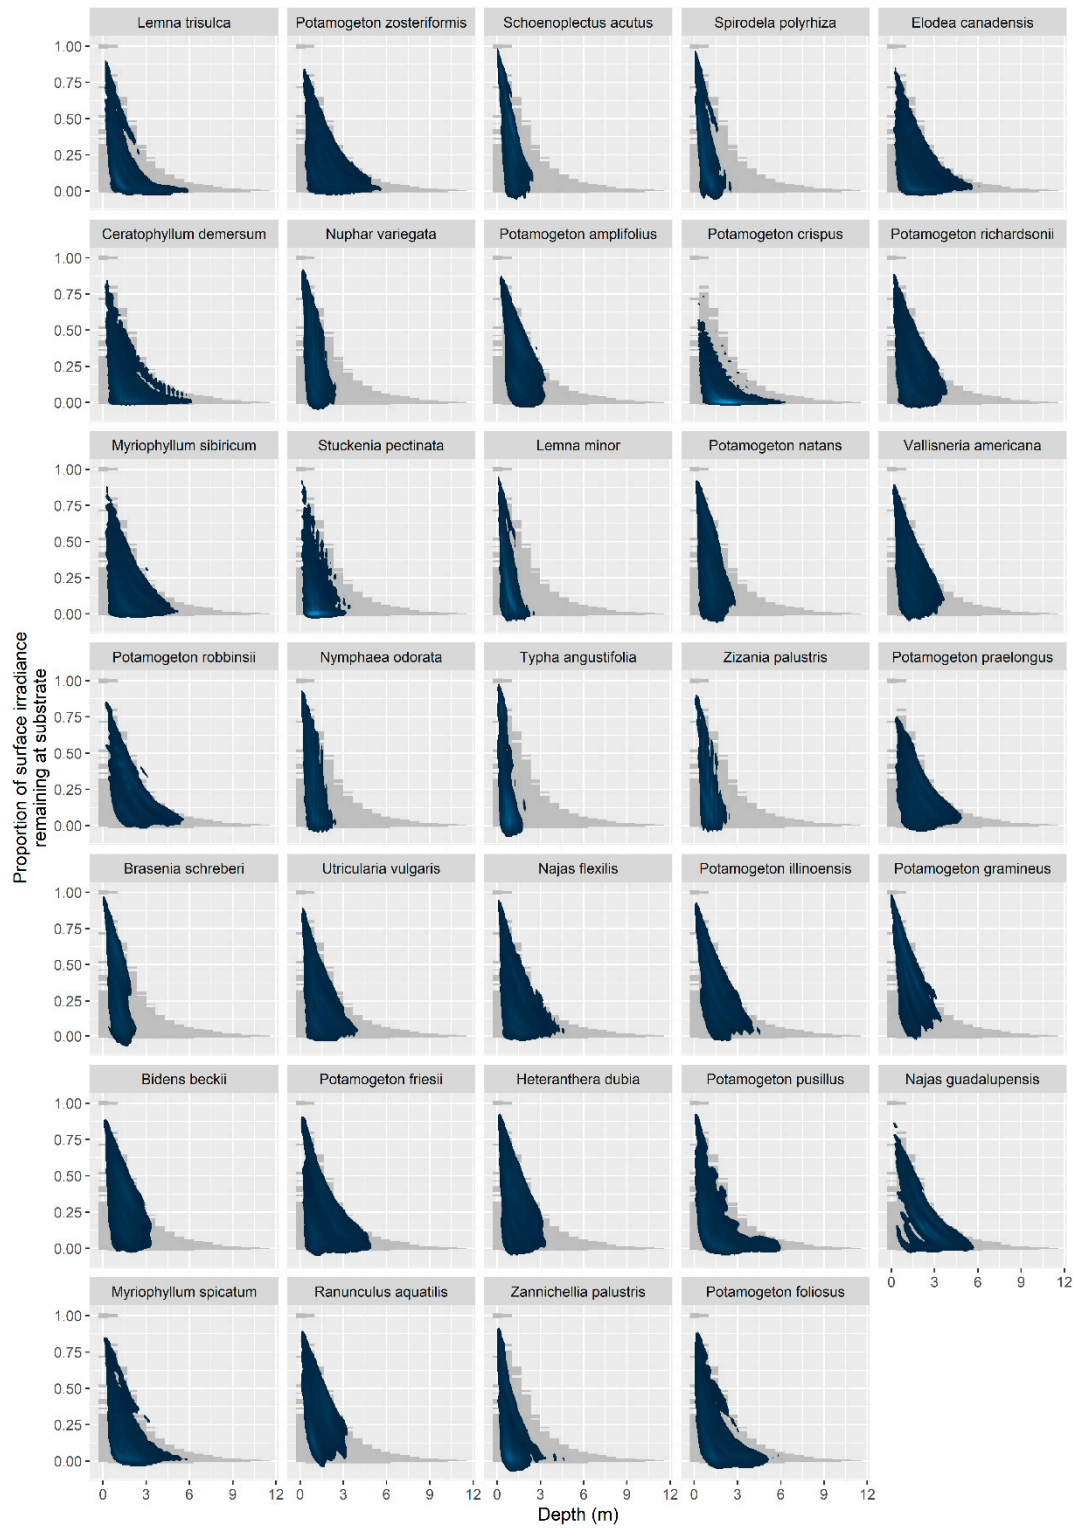 Lemna trisulca Potamogeton zosteriformis Schoenoplectus acutus Spirodela polyrhiza Elodea canadensis
1.00
0.75
0.50
0.25
0.00
Ceratophyllum demersum Nuphar variegata Potamogeton amplifolius Potamogeton crispus Potamogeton richardsonii
1.00
0.75
0.50
0.25
0.00
Myriophyllum sibiricum Stuckenia pectinata Lemna minor Potamogeton natans Vallisneria americana
1.00
0.75
0.50
0.25
0.00
Potamogeton robbinsii Nymphaea odorata Typha angustifolia Zizania palustris Potamogeton praelongus
1.00
0.75
0.50
0.25
0.00
Proportion of surface irradiance
remaining at substrate
Brasenia schreberi Utricularia vulgaris Najas flexilis Potamogeton illinoensis Potamogeton gramineus
1.00
0.75
0.50
0.25
0.00
Bidens beckii Potamogeton friesii Heteranthera dubia Potamogeton pusillus Najas guadalupensis
1.00
0.75
0.50
0.25
0.00
0 3 6 9 12
Myriophyllum spicatum Ranunculus aquatilis Zannichellia palustris Potamogeton foliosus
1.00
0.75
0.50
0.25
0.00
0 3 6 9 12 0 3 6 9 12 0 3 6 9 12 0 3 6 9 12
Depth (m)